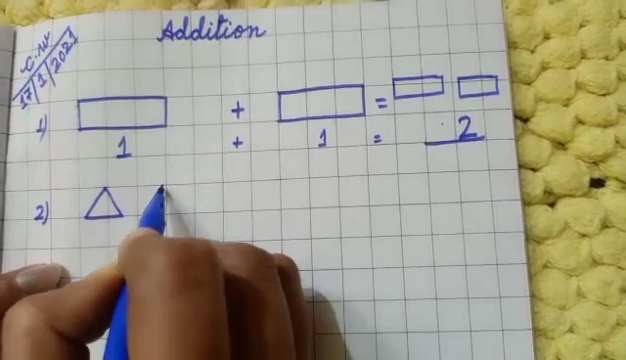 Addition
C.W
17/1/2021
1) + =
1 + 1 = 2
2)